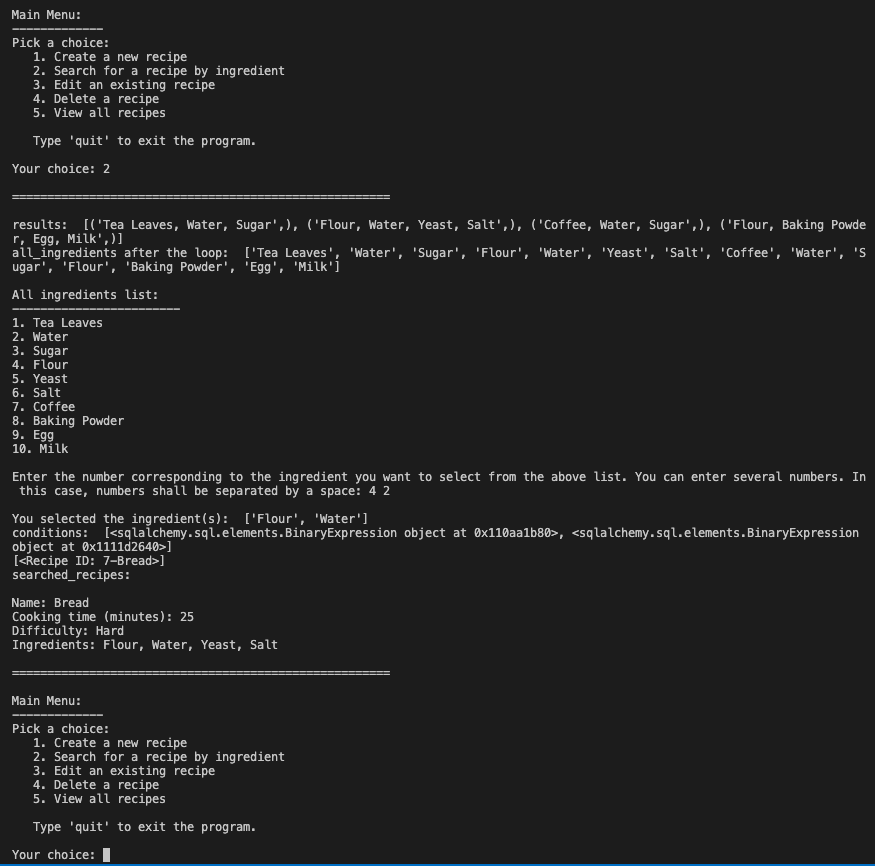 Main Menu:
-------------
Pick a choice:
   1. Create a new recipe
   2. Search for a recipe by ingredient
   3. Edit an existing recipe
   4. Delete a recipe
   5. View all recipes

   Type 'quit' to exit the program.

Your choice: 2

======================================================

results:  [('Tea Leaves, Water, Sugar',), ('Flour, Water, Yeast, Salt',), ('Coffee, Water, Sugar',), ('Flour, Baking Powde
r, Egg, Milk',)]
all_ingredients after the loop:  ['Tea Leaves', 'Water', 'Sugar', 'Flour', 'Water', 'Yeast', 'Salt', 'Coffee', 'Water', 'S
ugar', 'Flour', 'Baking Powder', 'Egg', 'Milk']

All ingredients list:
------------------------
1. Tea Leaves
2. Water
3. Sugar
4. Flour
5. Yeast
6. Salt
7. Coffee
8. Baking Powder
9. Egg
10. Milk

Enter the number corresponding to the ingredient you want to select from the above list. You can enter several numbers. In
 this case, numbers shall be separated by a space: 4 2

You selected the ingredient(s):  ['Flour', 'Water']
conditions:  [<sqlalchemy.sql.elements.BinaryExpression object at 0x110aa1b80>, <sqlalchemy.sql.elements.BinaryExpression
object at 0x1111d2640>]
[<Recipe ID: 7-Bread>]
searched_recipes:

Name: Bread
Cooking time (minutes): 25
Difficulty: Hard
Ingredients: Flour, Water, Yeast, Salt

======================================================

Main Menu:
-------------
Pick a choice:
   1. Create a new recipe
   2. Search for a recipe by ingredient
   3. Edit an existing recipe
   4. Delete a recipe
   5. View all recipes

   Type 'quit' to exit the program.

Your choice: